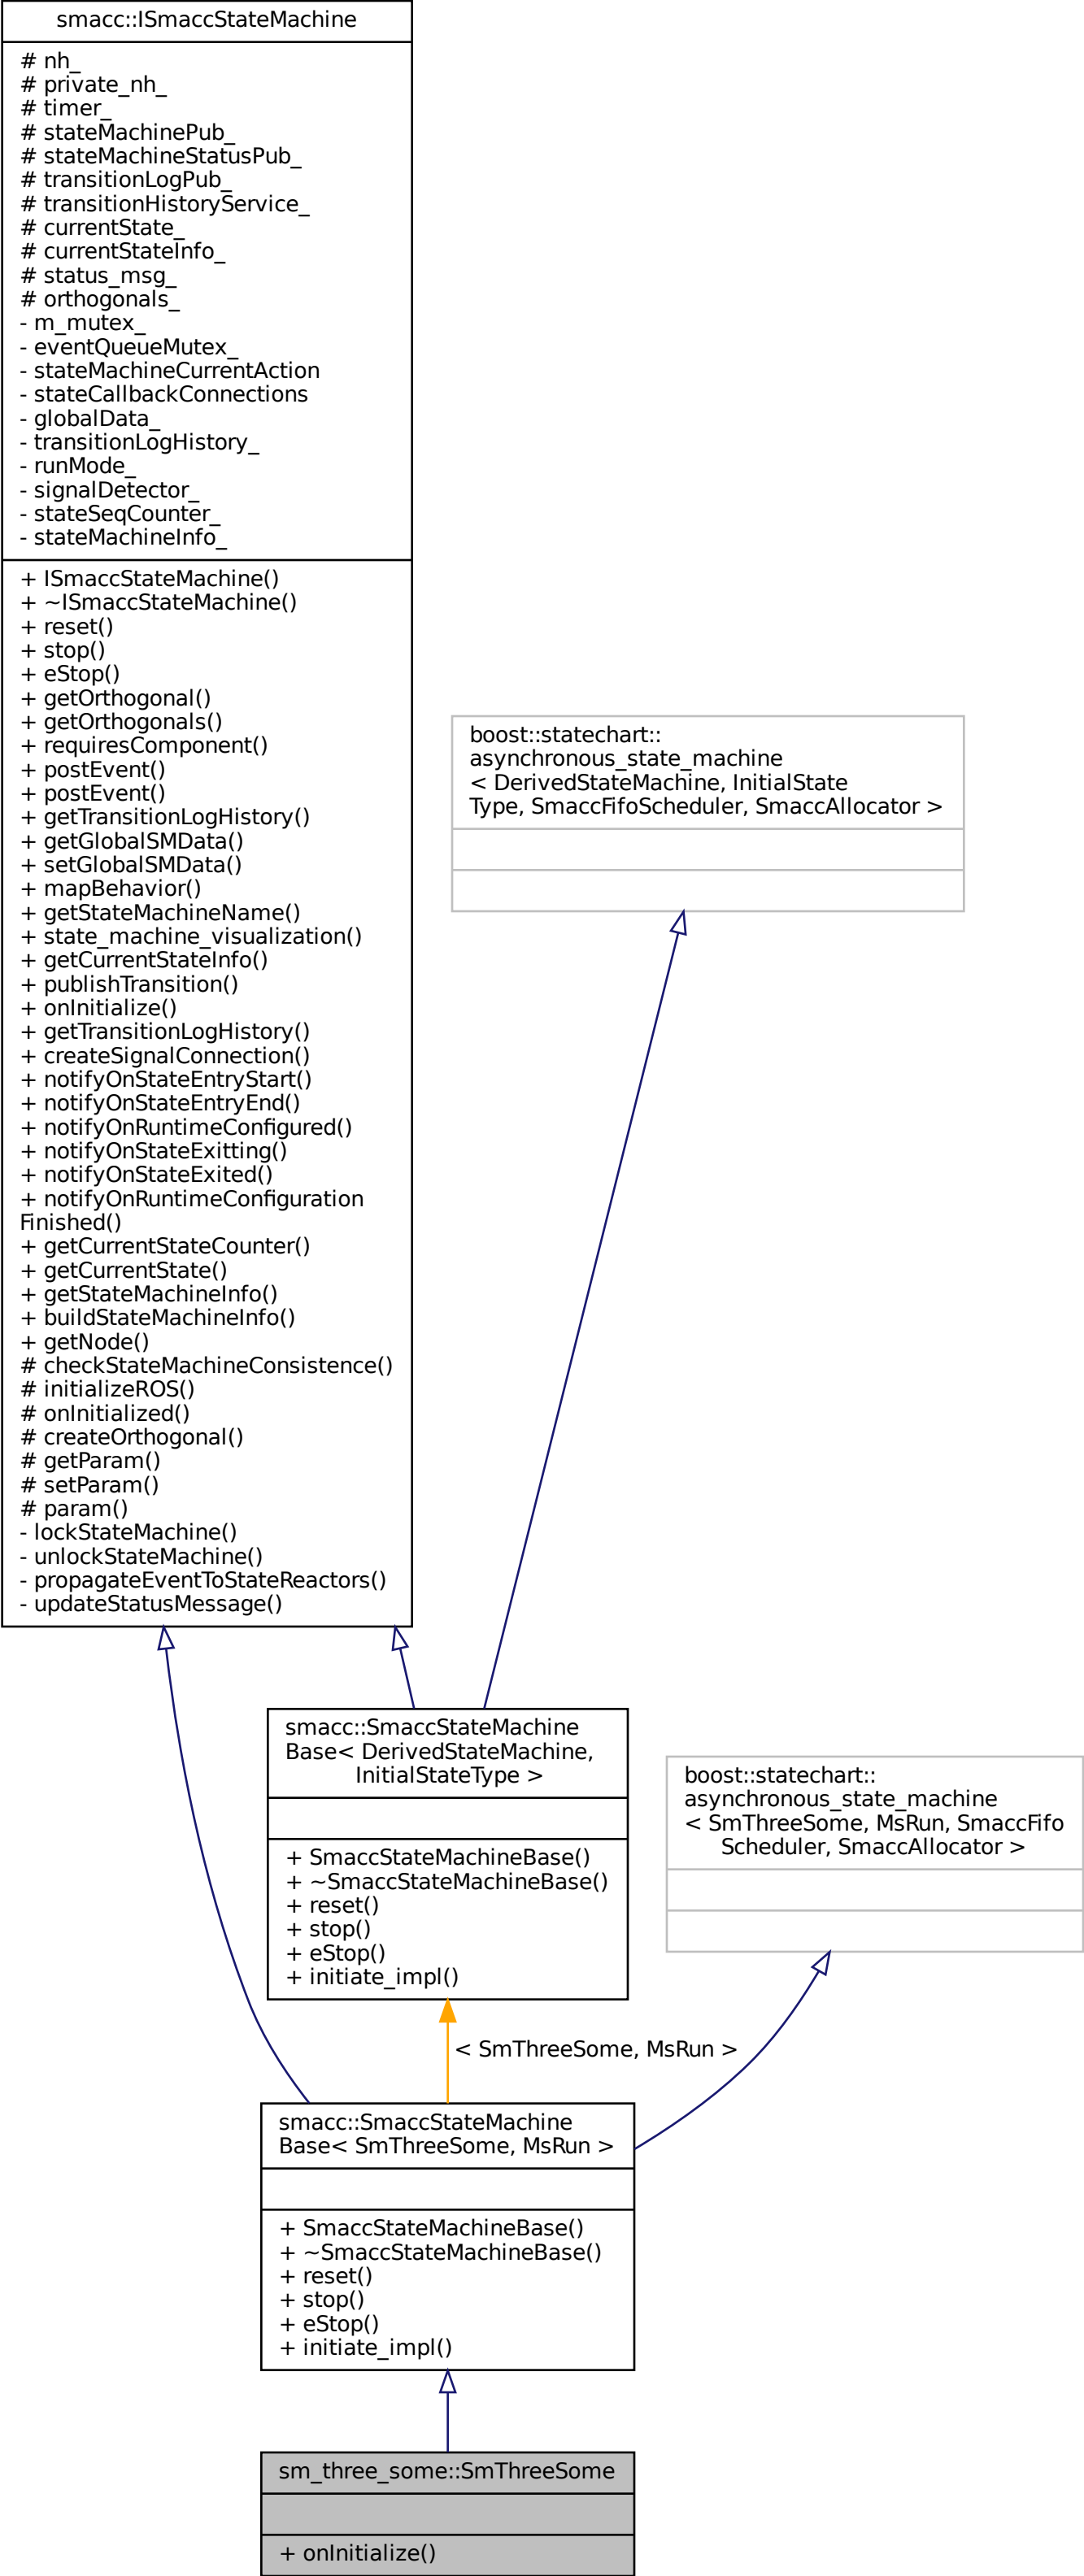 smacc::ISmaccStateMachine
# nh_
# private_nh_
# timer_
# stateMachinePub_
# stateMachineStatusPub_
# transitionLogPub_
# transitionHistoryService_
# currentState_
# currentStateInfo_
# status_msg_
# orthogonals_
- m_mutex_
- eventQueueMutex_
- stateMachineCurrentAction
- stateCallbackConnections
- globalData_
- transitionLogHistory_
- runMode_
- signalDetector_
- stateSeqCounter_
- stateMachineInfo_
+ ISmaccStateMachine()
+ ~ISmaccStateMachine()
+ reset()
+ stop()
+ eStop()
+ getOrthogonal()
+ getOrthogonals()
+ requiresComponent()
+ postEvent()
+ postEvent()
+ getTransitionLogHistory()
+ getGlobalSMData()
+ setGlobalSMData()
+ mapBehavior()
+ getStateMachineName()
+ state_machine_visualization()
+ getCurrentStateInfo()
+ publishTransition()
+ onInitialize()
+ getTransitionLogHistory()
+ createSignalConnection()
+ notifyOnStateEntryStart()
+ notifyOnStateEntryEnd()
+ notifyOnRuntimeConfigured()
+ notifyOnStateExitting()
+ notifyOnStateExited()
+ notifyOnRuntimeConfiguration
Finished()
+ getCurrentStateCounter()
+ getCurrentState()
+ getStateMachineInfo()
+ buildStateMachineInfo()
+ getNode()
# checkStateMachineConsistence()
# initializeROS()
# onInitialized()
# createOrthogonal()
# getParam()
# setParam()
# param()
- lockStateMachine()
- unlockStateMachine()
- propagateEventToStateReactors()
- updateStatusMessage()
boost::statechart::
asynchronous_state_machine
< DerivedStateMachine, InitialState
Type, SmaccFifoScheduler, SmaccAllocator >
smacc::SmaccStateMachine
Base< DerivedStateMachine,
InitialStateType >
+ SmaccStateMachineBase()
+ ~SmaccStateMachineBase()
+ reset()
+ stop()
+ eStop()
+ initiate_impl()
boost::statechart::
asynchronous_state_machine
< SmThreeSome, MsRun, SmaccFifo
Scheduler, SmaccAllocator >
< SmThreeSome, MsRun >
smacc::SmaccStateMachine
Base< SmThreeSome, MsRun >
+ SmaccStateMachineBase()
+ ~SmaccStateMachineBase()
+ reset()
+ stop()
+ eStop()
+ initiate_impl()
sm_three_some::SmThreeSome
+ onInitialize()